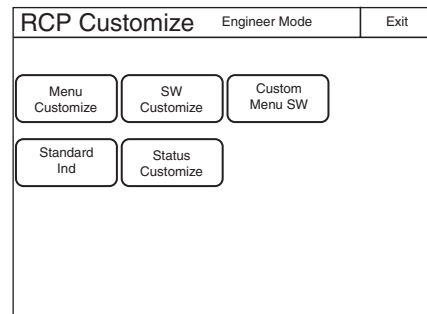 RCP Customize Engineer Mode Exit
Menu
Customize
SW
Customize
Custom
Menu SW
Standard
Ind
Status
Customize